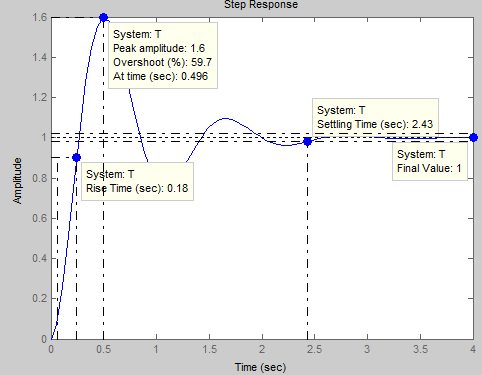 Step Response
System: T
Peak amplitude: 1.6
Overshoot (%): 59.7
At time (sec): 0.496
System: T
Settling Time (sec): 2.43
System: T
Final Value: 1
System: T
Rise Time (sec): 0.18
Amplitude
1.6
1.4
1.2
1
0.8
0.6
0.4
0.2
0
0
0.5
1
1.5
2
2.5
3
3.5
4
Time (sec)